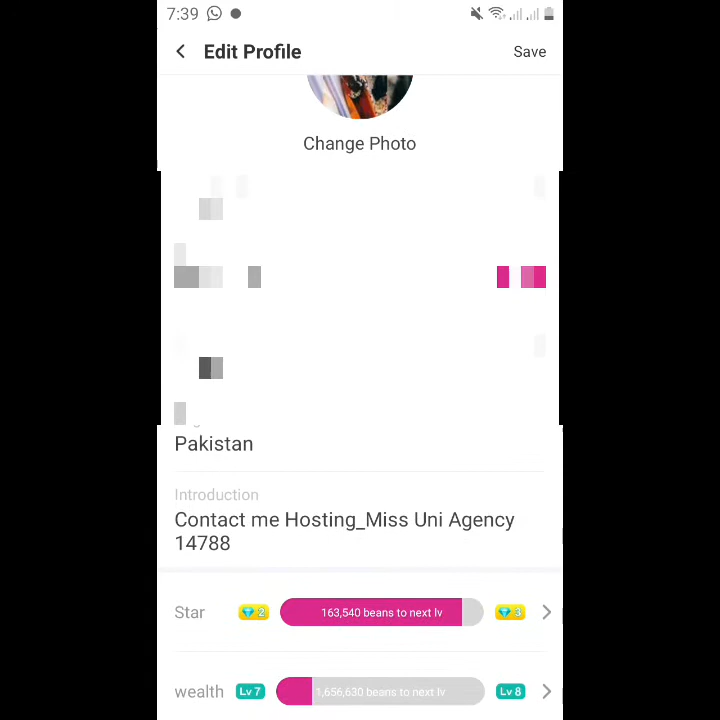 7:39
Edit Profile
Save
Change Photo
Pakistan
Introduction
Contact me Hosting_Miss Uni Agency
14788
Star 2 163,540 beans to next lv 3
wealth Lv 7 1,656,630 beans to next lv Lv 8